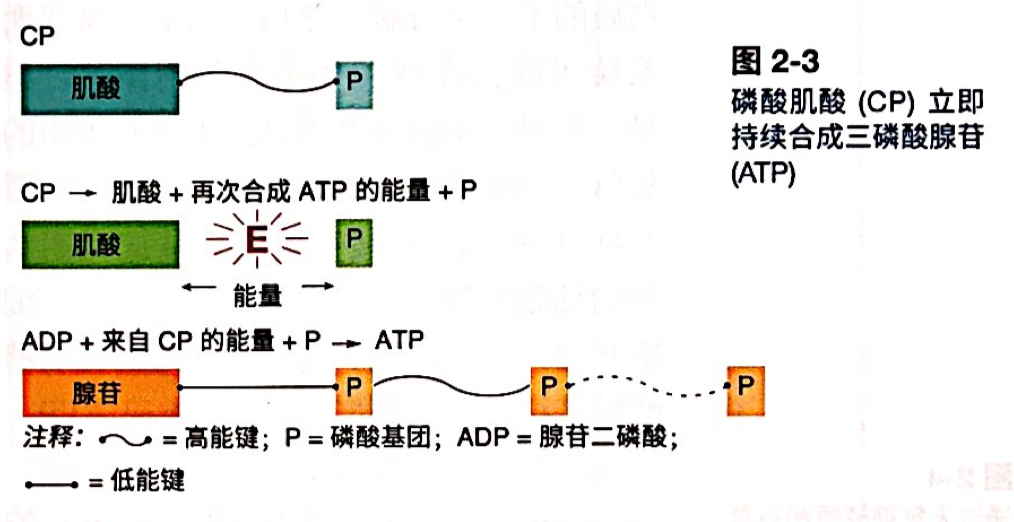 CP
肌酸 P
图 2-3
磷酸肌酸 (CP) 立即
持续合成三磷酸腺苷
(ATP)
CP → 肌酸 + 再次合成 ATP 的能量 + P
肌酸 E P
能量
ADP + 来自 CP 的能量 + P → ATP
腺苷 P P P
注释: = 高能键; P = 磷酸基团; ADP = 腺苷二磷酸;
= 低能键
图 2-4